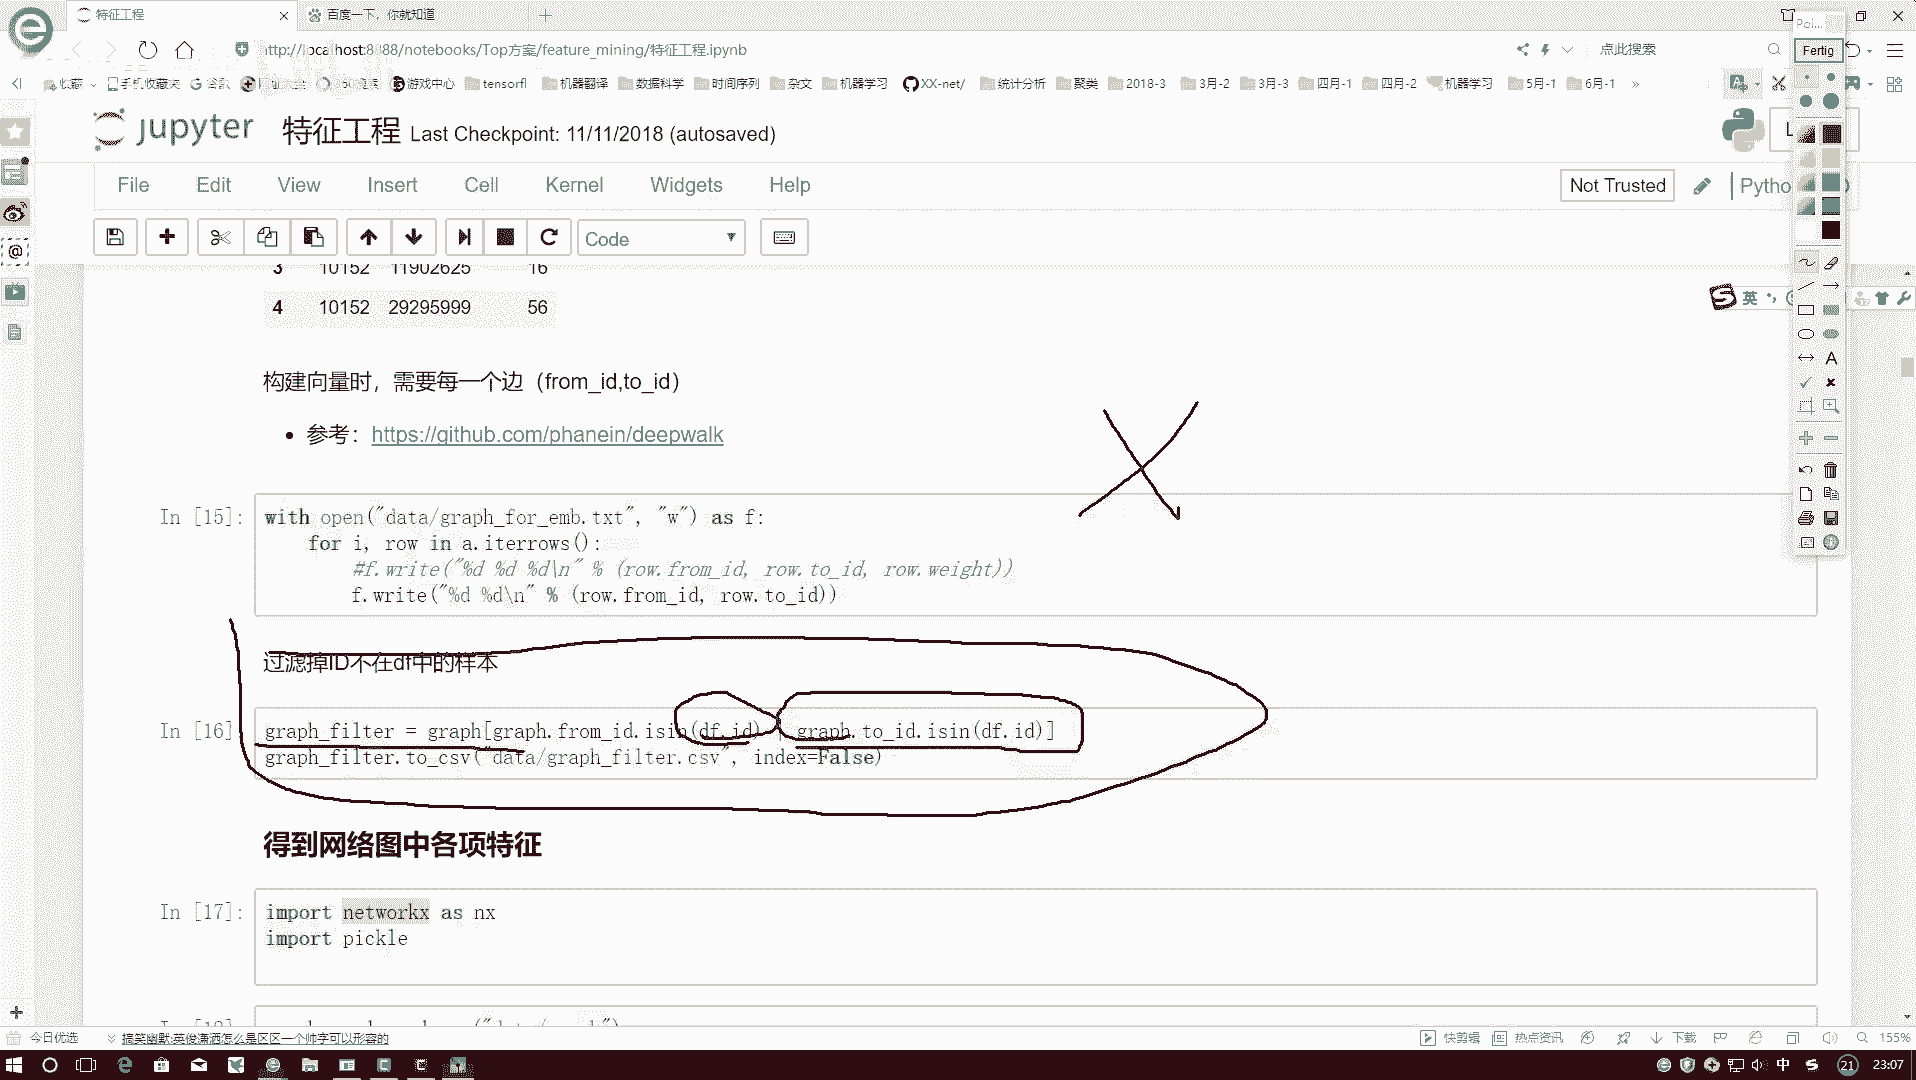 特征工程
百度一下，你就知道
http://localhost:8888/notebooks/Top方案/feature_mining/特征工程.ipynb
点此搜索
Fertig
收藏 手机收藏夹 游戏中心 tensorfl 机器翻译 数据科学 时间序列 杂文 机器学习 XX-net/ 统计分析 聚类 2018-3 3月-2 3月-3 四月-1 四月-2 机器学习 5月-1 6月-1 »
jupyter 特征工程 Last Checkpoint: 11/11/2018 (autosaved)
File Edit View Insert Cell Kernel Widgets Help
Not Trusted
Pytho
Code
3 10152 11902625 16
4 10152 29295999 56
英
构建向量时，需要每一个边（from_id,to_id）
参考：https://github.com/phanein/deepwalk
In [15]:
with open("data/graph_for_emb.txt", "w") as f:
for i, row in a.iterrows():
#f.write("%d %d %d\n" % (row.from_id, row.to_id, row.weight))
f.write("%d %d\n" % (row.from_id, row.to_id))
过滤掉ID不在df中的样本
In [16]
graph_filter = graph[graph.from_id.isin(df.id) | graph.to_id.isin(df.id)]
graph_filter.to_csv("data/graph_filter.csv", index=False)
得到网络图中各项特征
In [17]:
import networkx as nx
import pickle
今日优选
搞笑幽默:英俊潇洒怎么是区区一个帅字可以形容的
快剪辑 热点资讯 下载 155%
中 21 23:07